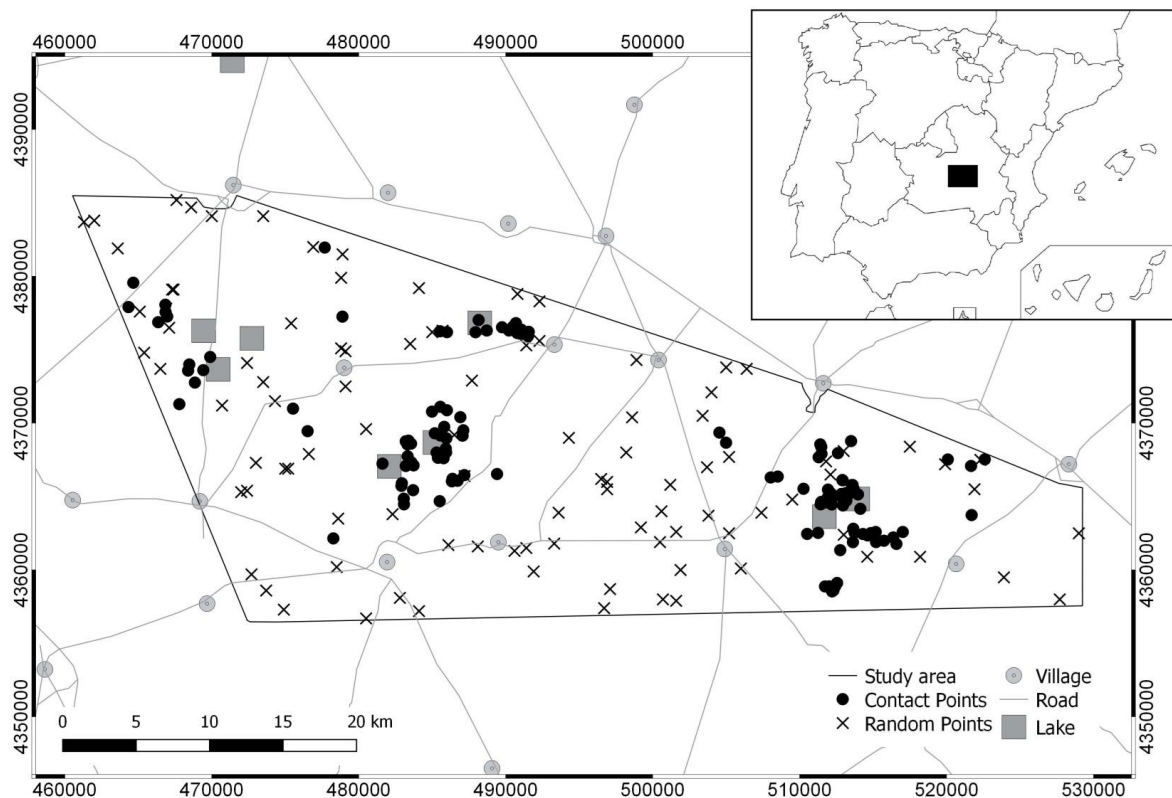 460000 470000 480000 490000 500000
4390000
4380000
4370000
4360000
4350000
4370000
4360000
4350000
Study area
Village
Contact Points
Road
Random Points
Lake
0 5 10 15 20 km
460000 470000 480000 490000 500000 510000 520000 530000